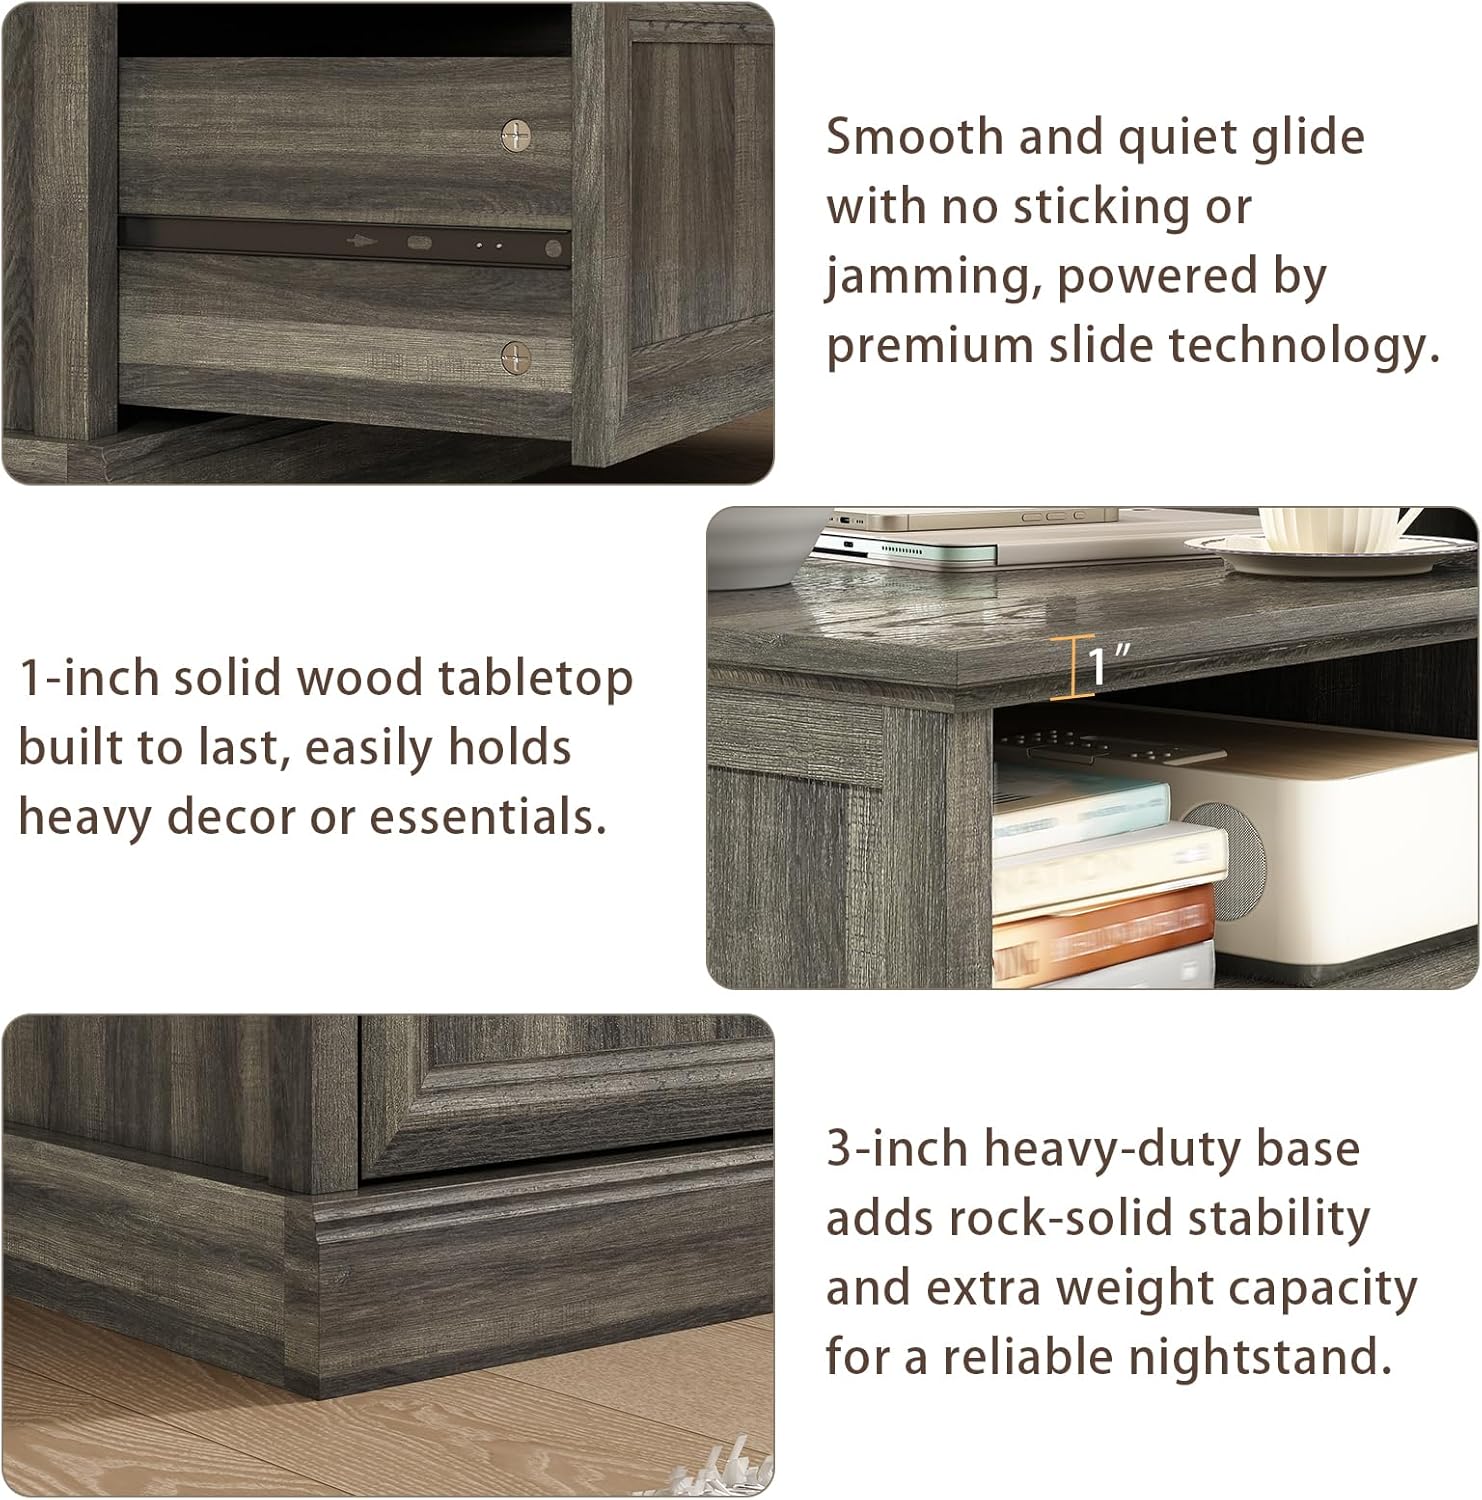 Smooth and quiet glide
with no sticking or
jamming, powered by
premium slide technology.
1-inch solid wood tabletop
built to last, easily holds
heavy decor or essentials.
1″
3-inch heavy-duty base
adds rock-solid stability
and extra weight capacity
for a reliable nightstand.